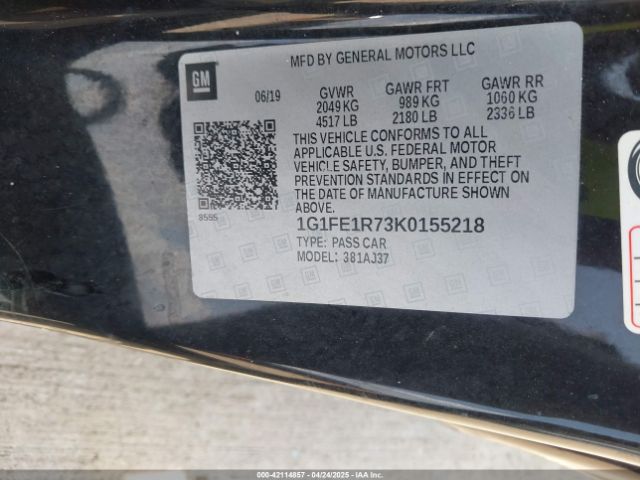 MFD BY GENERAL MOTORS LLC
GM
06/19
GVWR GAWR FRT GAWR RR
2049 KG 989 KG 1060 KG
4517 LB 2180 LB 2336 LB
THIS VEHICLE CONFORMS TO ALL
APPLICABLE U.S. FEDERAL MOTOR
VEHICLE SAFETY, BUMPER, AND THEFT
PREVENTION STANDARDS IN EFFECT ON
THE DATE OF MANUFACTURE SHOWN
ABOVE.
8555
1G1FE1R73K0155218
TYPE: PASS CAR
MODEL: 381AJ37
000-42114857 - 04/24/2025 - IAA, Inc.